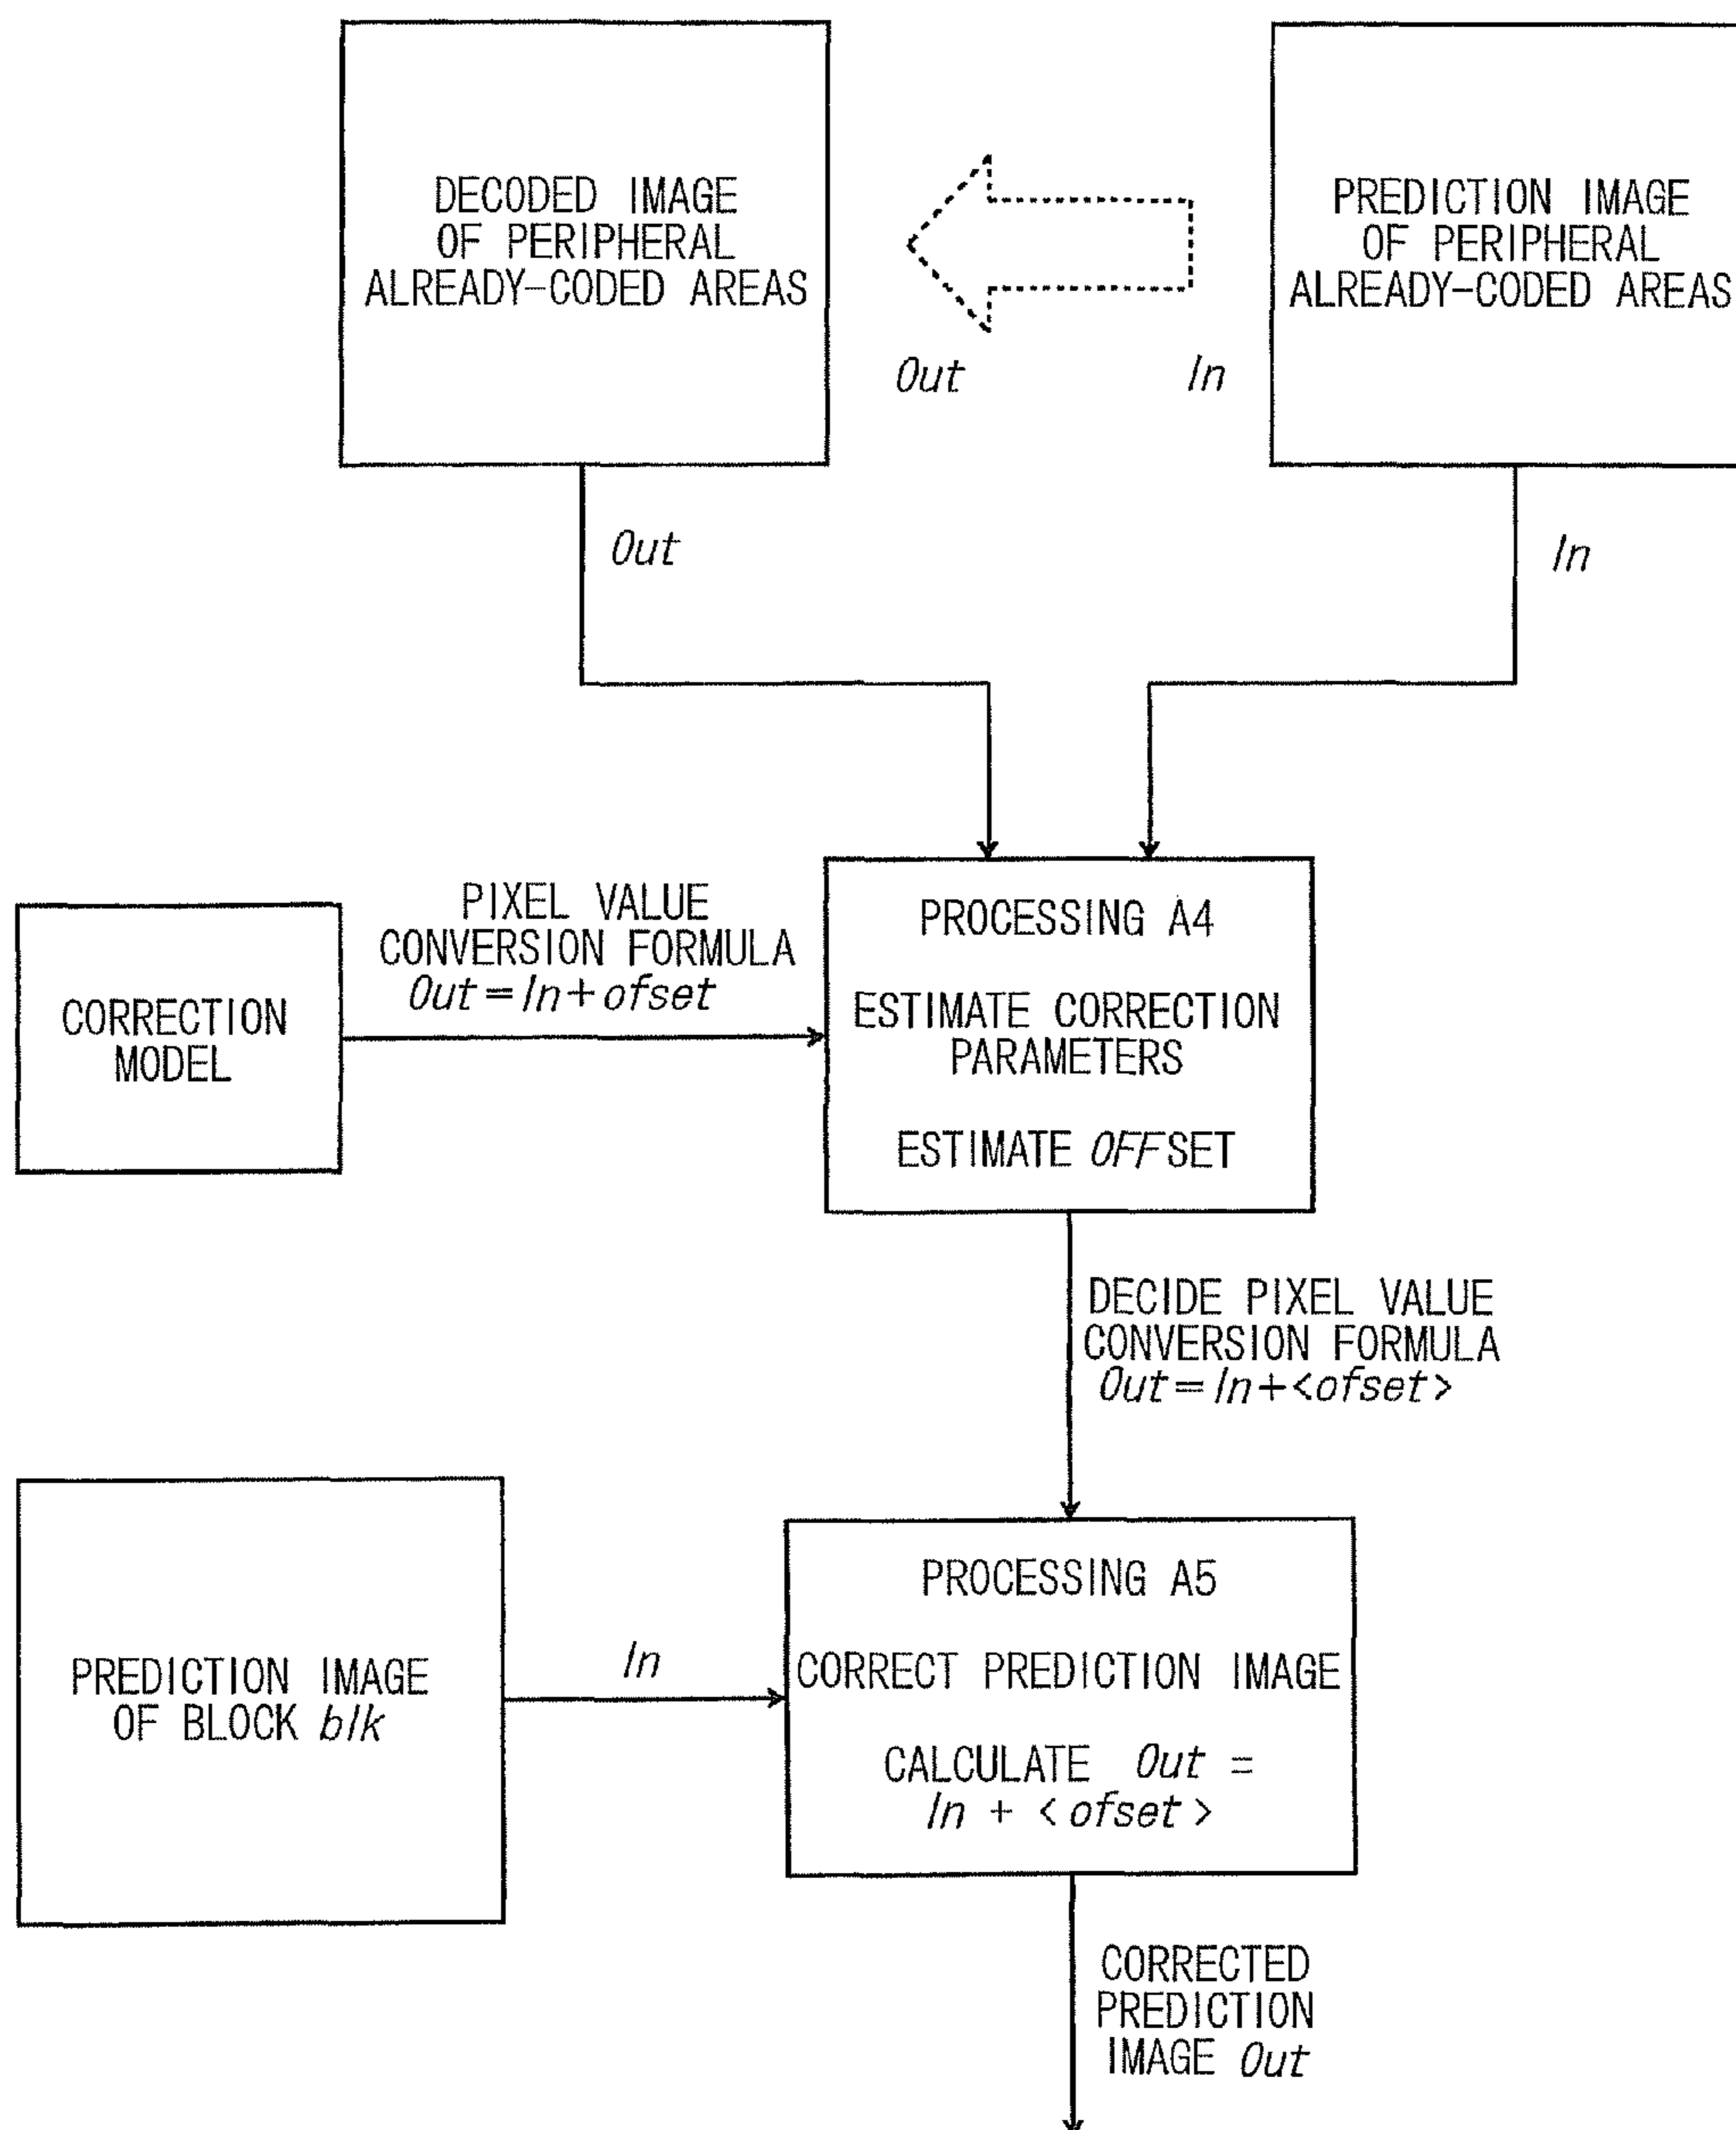 DECODED IMAGE
OF PERIPHERAL
ALREADY-CODED AREAS
PREDICTION IMAGE
OF PERIPHERAL
ALREADY-CODED AREAS
Out
In
Out
In
CORRECTION
MODEL
PIXEL VALUE
CONVERSION FORMULA
Out=In+ofset
PROCESSING A4
ESTIMATE CORRECTION
PARAMETERS
ESTIMATE OFFSET
DECIDE PIXEL VALUE
CONVERSION FORMULA
Out=In+<ofset>
PREDICTION IMAGE
OF BLOCK blk
In
PROCESSING A5
CORRECT PREDICTION IMAGE
CALCULATE Out =
In + <ofset>
CORRECTED
PREDICTION
IMAGE Out